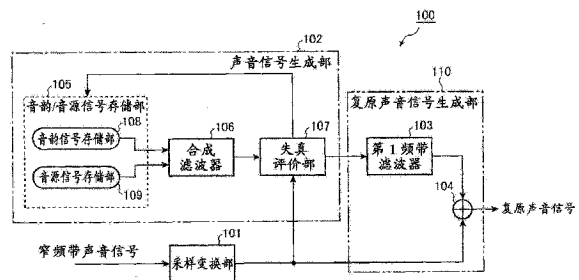 100
102
声音信号生成部
110
复原声音信号生成部
105
音韵/音源信号存储部
108
音韵信号存储部
109
音源信号存储部
106
合成
滤波器
107
失真
评价部
103
第1频带
滤波器
104
复原声音信号
窄频带声音信号
101
采样变换部